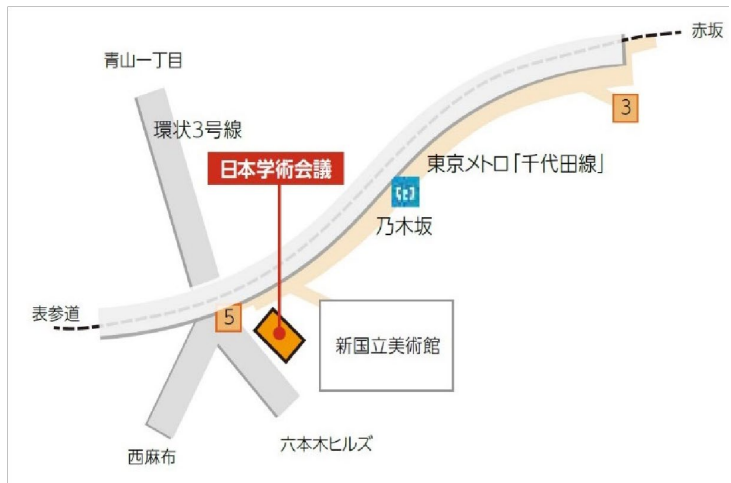 赤坂
青山一丁目
3
環状3号線
日本学術会議
東京メトロ「千代田線」
乃木坂
表参道
5
新国立美術館
六本木ヒルズ
西麻布